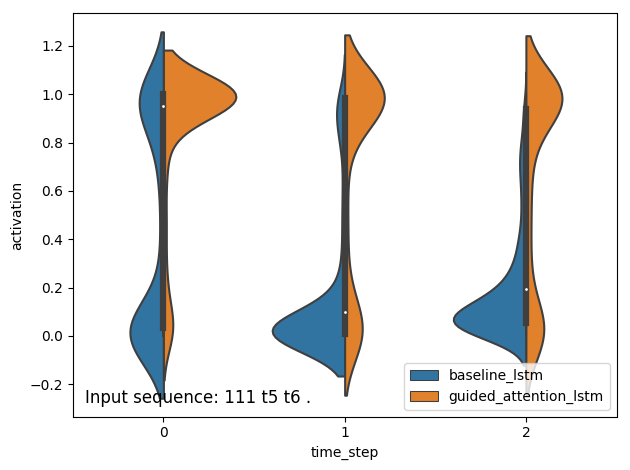 1.2
1.0
0.8
0.6
0.4
0.2
0.0
−0.2
activation
Input sequence: 111 t5 t6 .
baseline_lstm
guided_attention_lstm
0
1
2
time_step